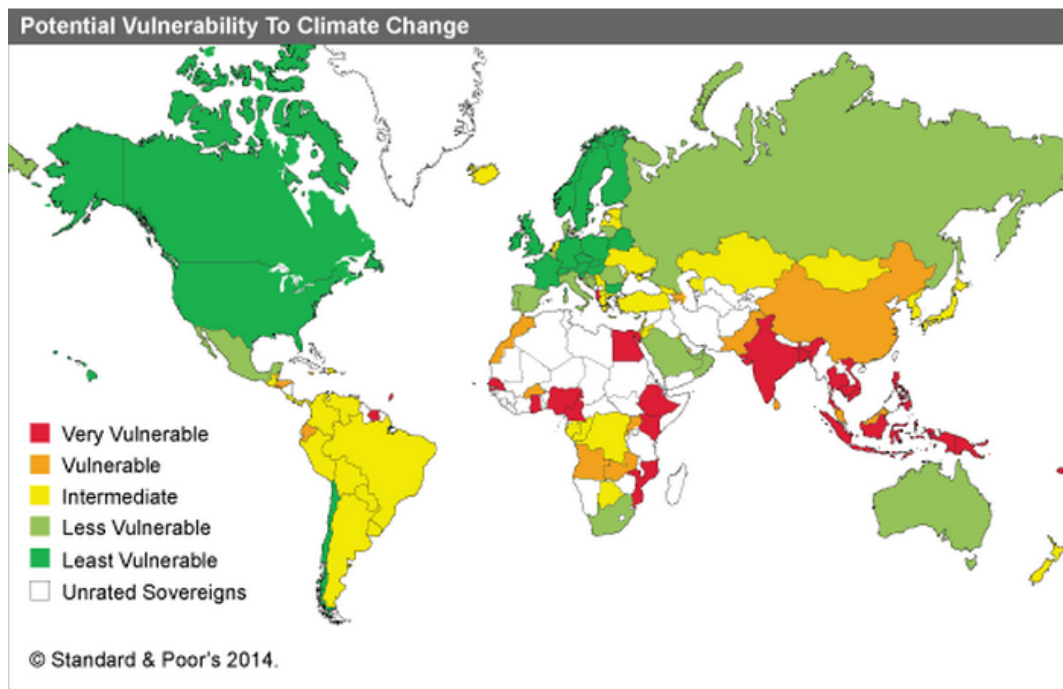 Potential Vulnerability To Climate Change
Very Vulnerable
Vulnerable
Intermediate
Less Vulnerable
Least Vulnerable
Unrated Sovereigns
© Standard & Poor's 2014.